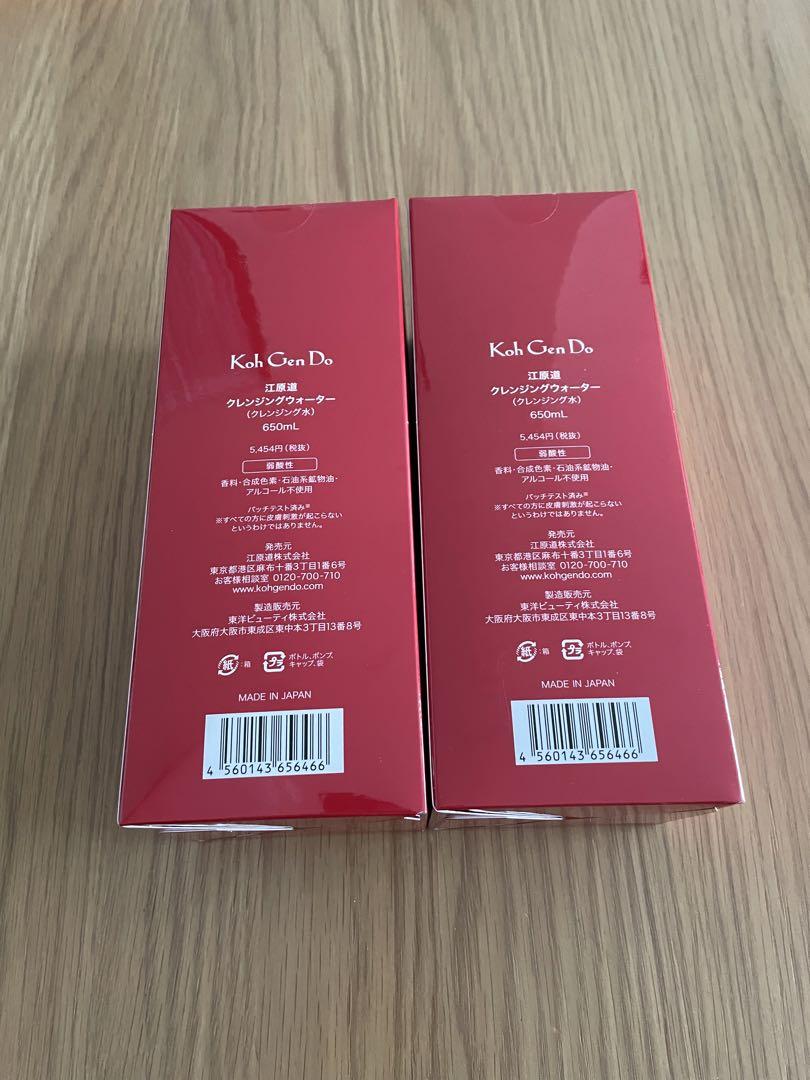 Koh Gen Do
江原道
クレンジングウォーター
(クレンジング水)
650mL
5,454円(税抜)
弱酸性
香料・合成色素・石油系鉱物油・
アルコール不使用
パッチテスト済み※
※すべての方に皮膚刺激が起こらない
というわけではありません。
発売元
江原道株式会社
東京都港区麻布十番3丁目1番6号
お客様相談室 0120-700-710
www.kohgendo.com
製造販売元
東洋ビューティ株式会社
大阪府大阪市東成区東中本3丁目13番8号
紙 :箱 プラ ボトル、ポンプ、
キャップ、袋
MADE IN JAPAN
4 560143 656466
Koh Gen Do
江原道
クレンジングウォーター
(クレンジング水)
650mL
5,454円(税抜)
弱酸性
香料・合成色素・石油系鉱物油・
アルコール不使用
パッチテスト済み※
※すべての方に皮膚刺激が起こらない
というわけではありません。
発売元
江原道株式会社
東京都港区麻布十番3丁目1番6号
お客様相談室 0120-700-710
www.kohgendo.com
製造販売元
東洋ビューティ株式会社
大阪府大阪市東成区東中本3丁目13番8号
紙 :箱 プラ ボトル、ポンプ、
キャップ、袋
MADE IN JAPAN
4 560143 656466